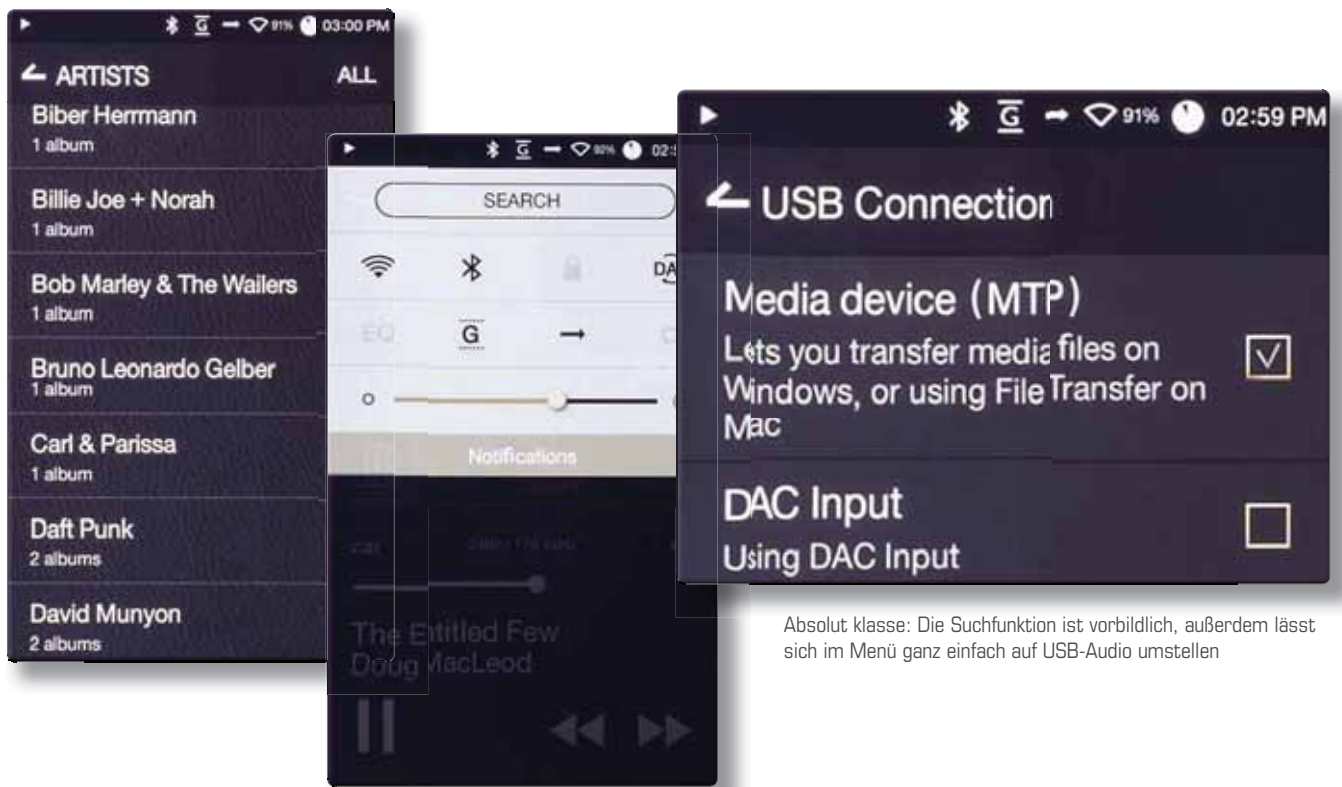 03:00 PM
91%
G
ARTISTS
ALL
Biber Herrmann
1 album
Billie Joe + Norah
1 album
Bob Marley & The Wailers
1 album
Bruno Leonardo Gelber
1 album
Carl & Parissa
1 album
Daft Punk
2 albums
David Munyon
2 albums
G
SEARCH
EQ
G
Notifications
The Entitled Few
Doug MacLeod
G
91%
02:59 PM
USB Connection
Media device (MTP)
Lets you transfer media files on
Windows, or using File Transfer on
Mac
DAC Input
Using DAC Input
Absolut klasse: Die Suchfunktion ist vorbildlich, außerdem lässt
sich im Menü ganz einfach auf USB-Audio umstellen